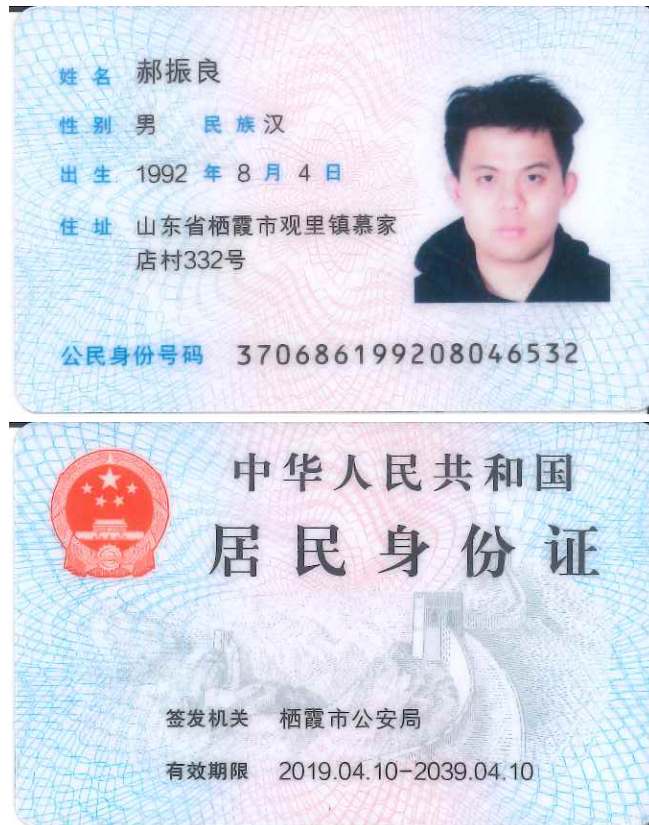 姓名 郝振良
性别 男 民族 汉
出生 1992 年 8 月 4 日
住址 山东省栖霞市观里镇慕家
店村332号
公民身份号码 370686199208046532
中华人民共和国
居民身份证
签发机关 栖霞市公安局
有效期限 2019.04.10-2039.04.10